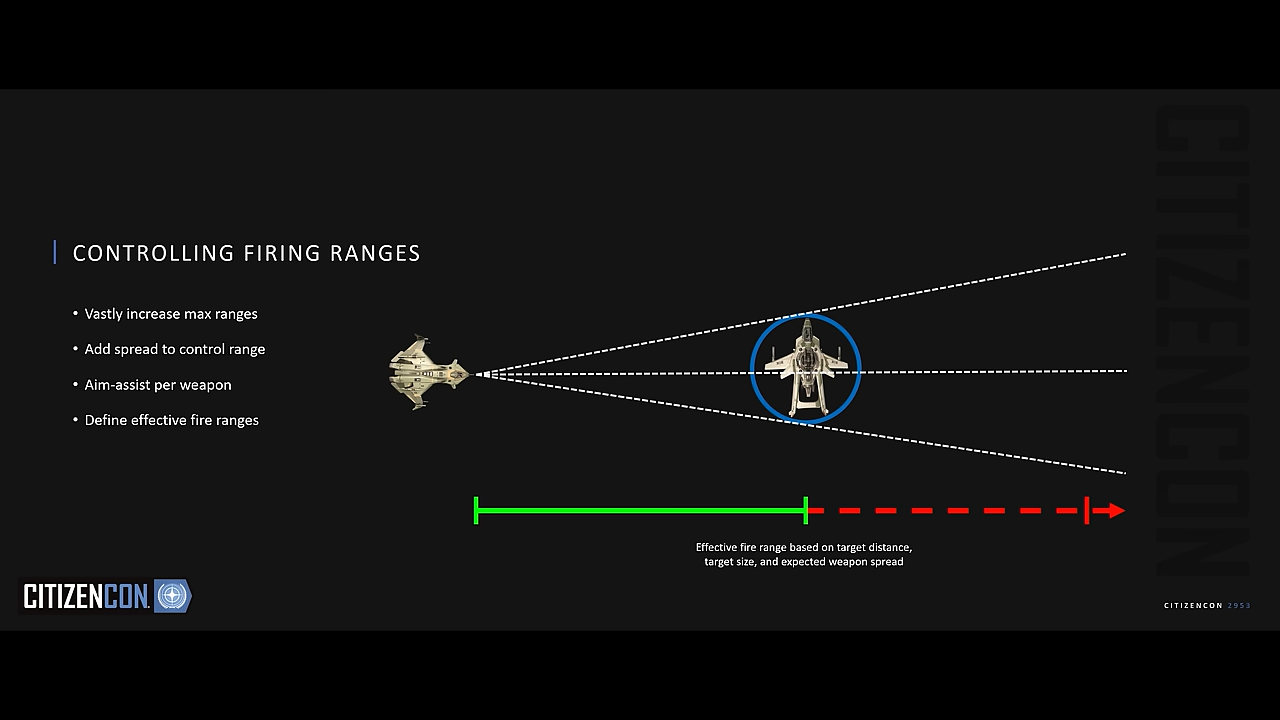 CITIZENCON
CONTROLLING FIRING RANGES
• Vastly increase max ranges
• Add spread to control range
• Aim-assist per weapon
• Define effective fire ranges
Effective fire range based on target distance,
target size, and expected weapon spread
CITIZENCON
CITIZENCON 2953